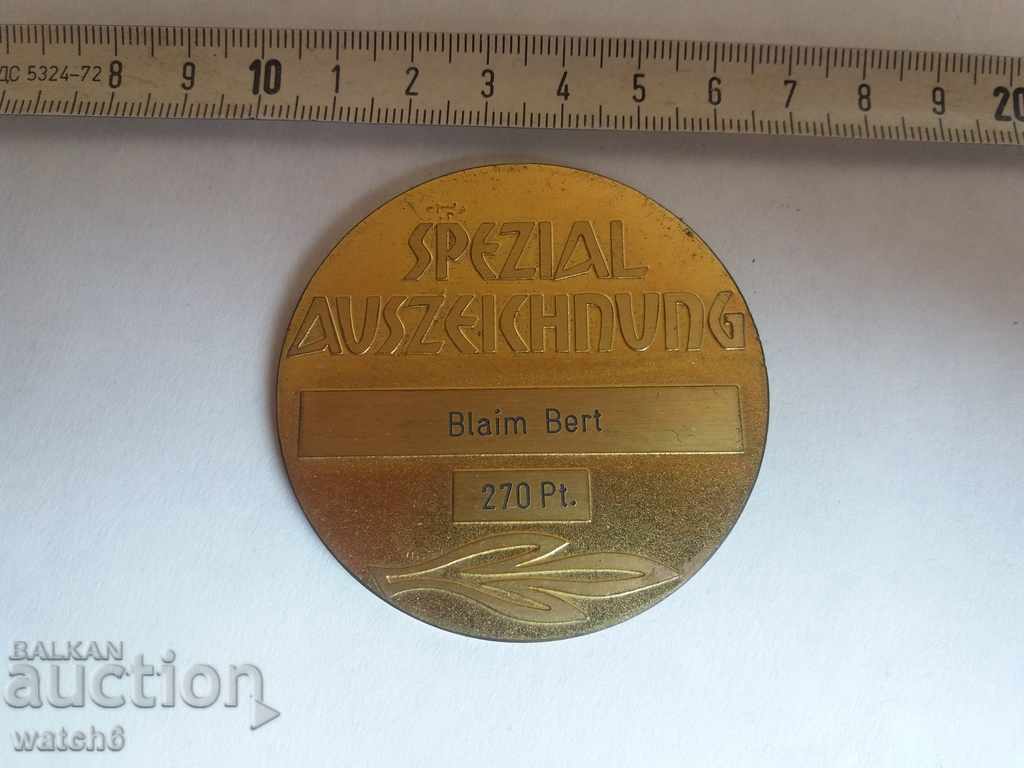 ДС 5324-72 8 9 10 1 2 3 4 5 6 7 8 9 20
SPEZIAL
AUSZEICHNUNG
Blaim Bert
270 Pt.
BALKAN
auction
watch6